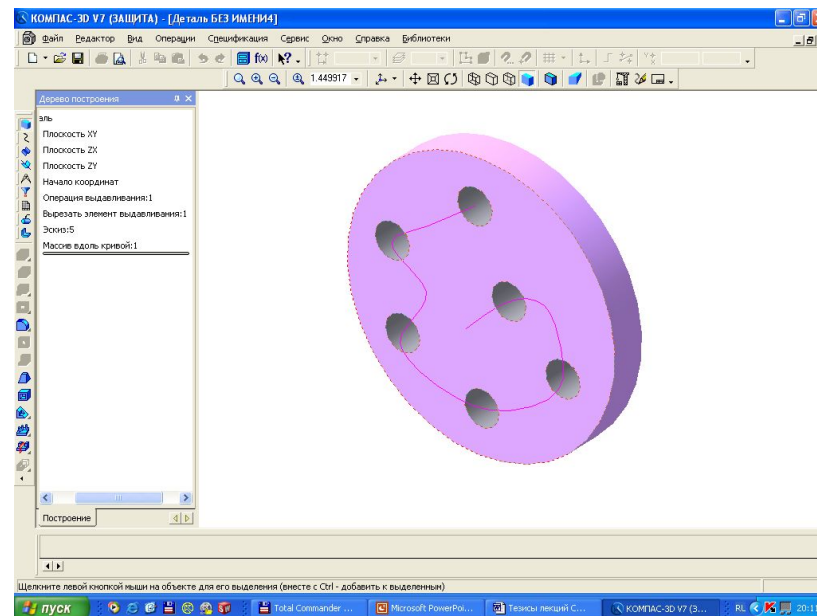 КОМПАС-3D V7 (ЗАЩИТА) - [Деталь БЕЗ ИМЕНИ4]
Файл Редактор Вид Операции Спецификация Сервис Окно Справка Библиотеки
1.449917
Дерево построения
эль
Плоскость XY
Плоскость ZX
Плоскость ZY
Начало координат
Операция выдавливания:1
Вырезать элемент выдавливания:1
Эскиз:5
Массив вдоль кривой:1
Построение
Щелкните левой кнопкой мыши на объекте для его выделения (вместе с Ctrl - добавить к выделенным)
пуск Total Commander ... Microsoft PowerPoi... Тезисы лекций С... КОМПАС-3D V7 (З... RL 20:11